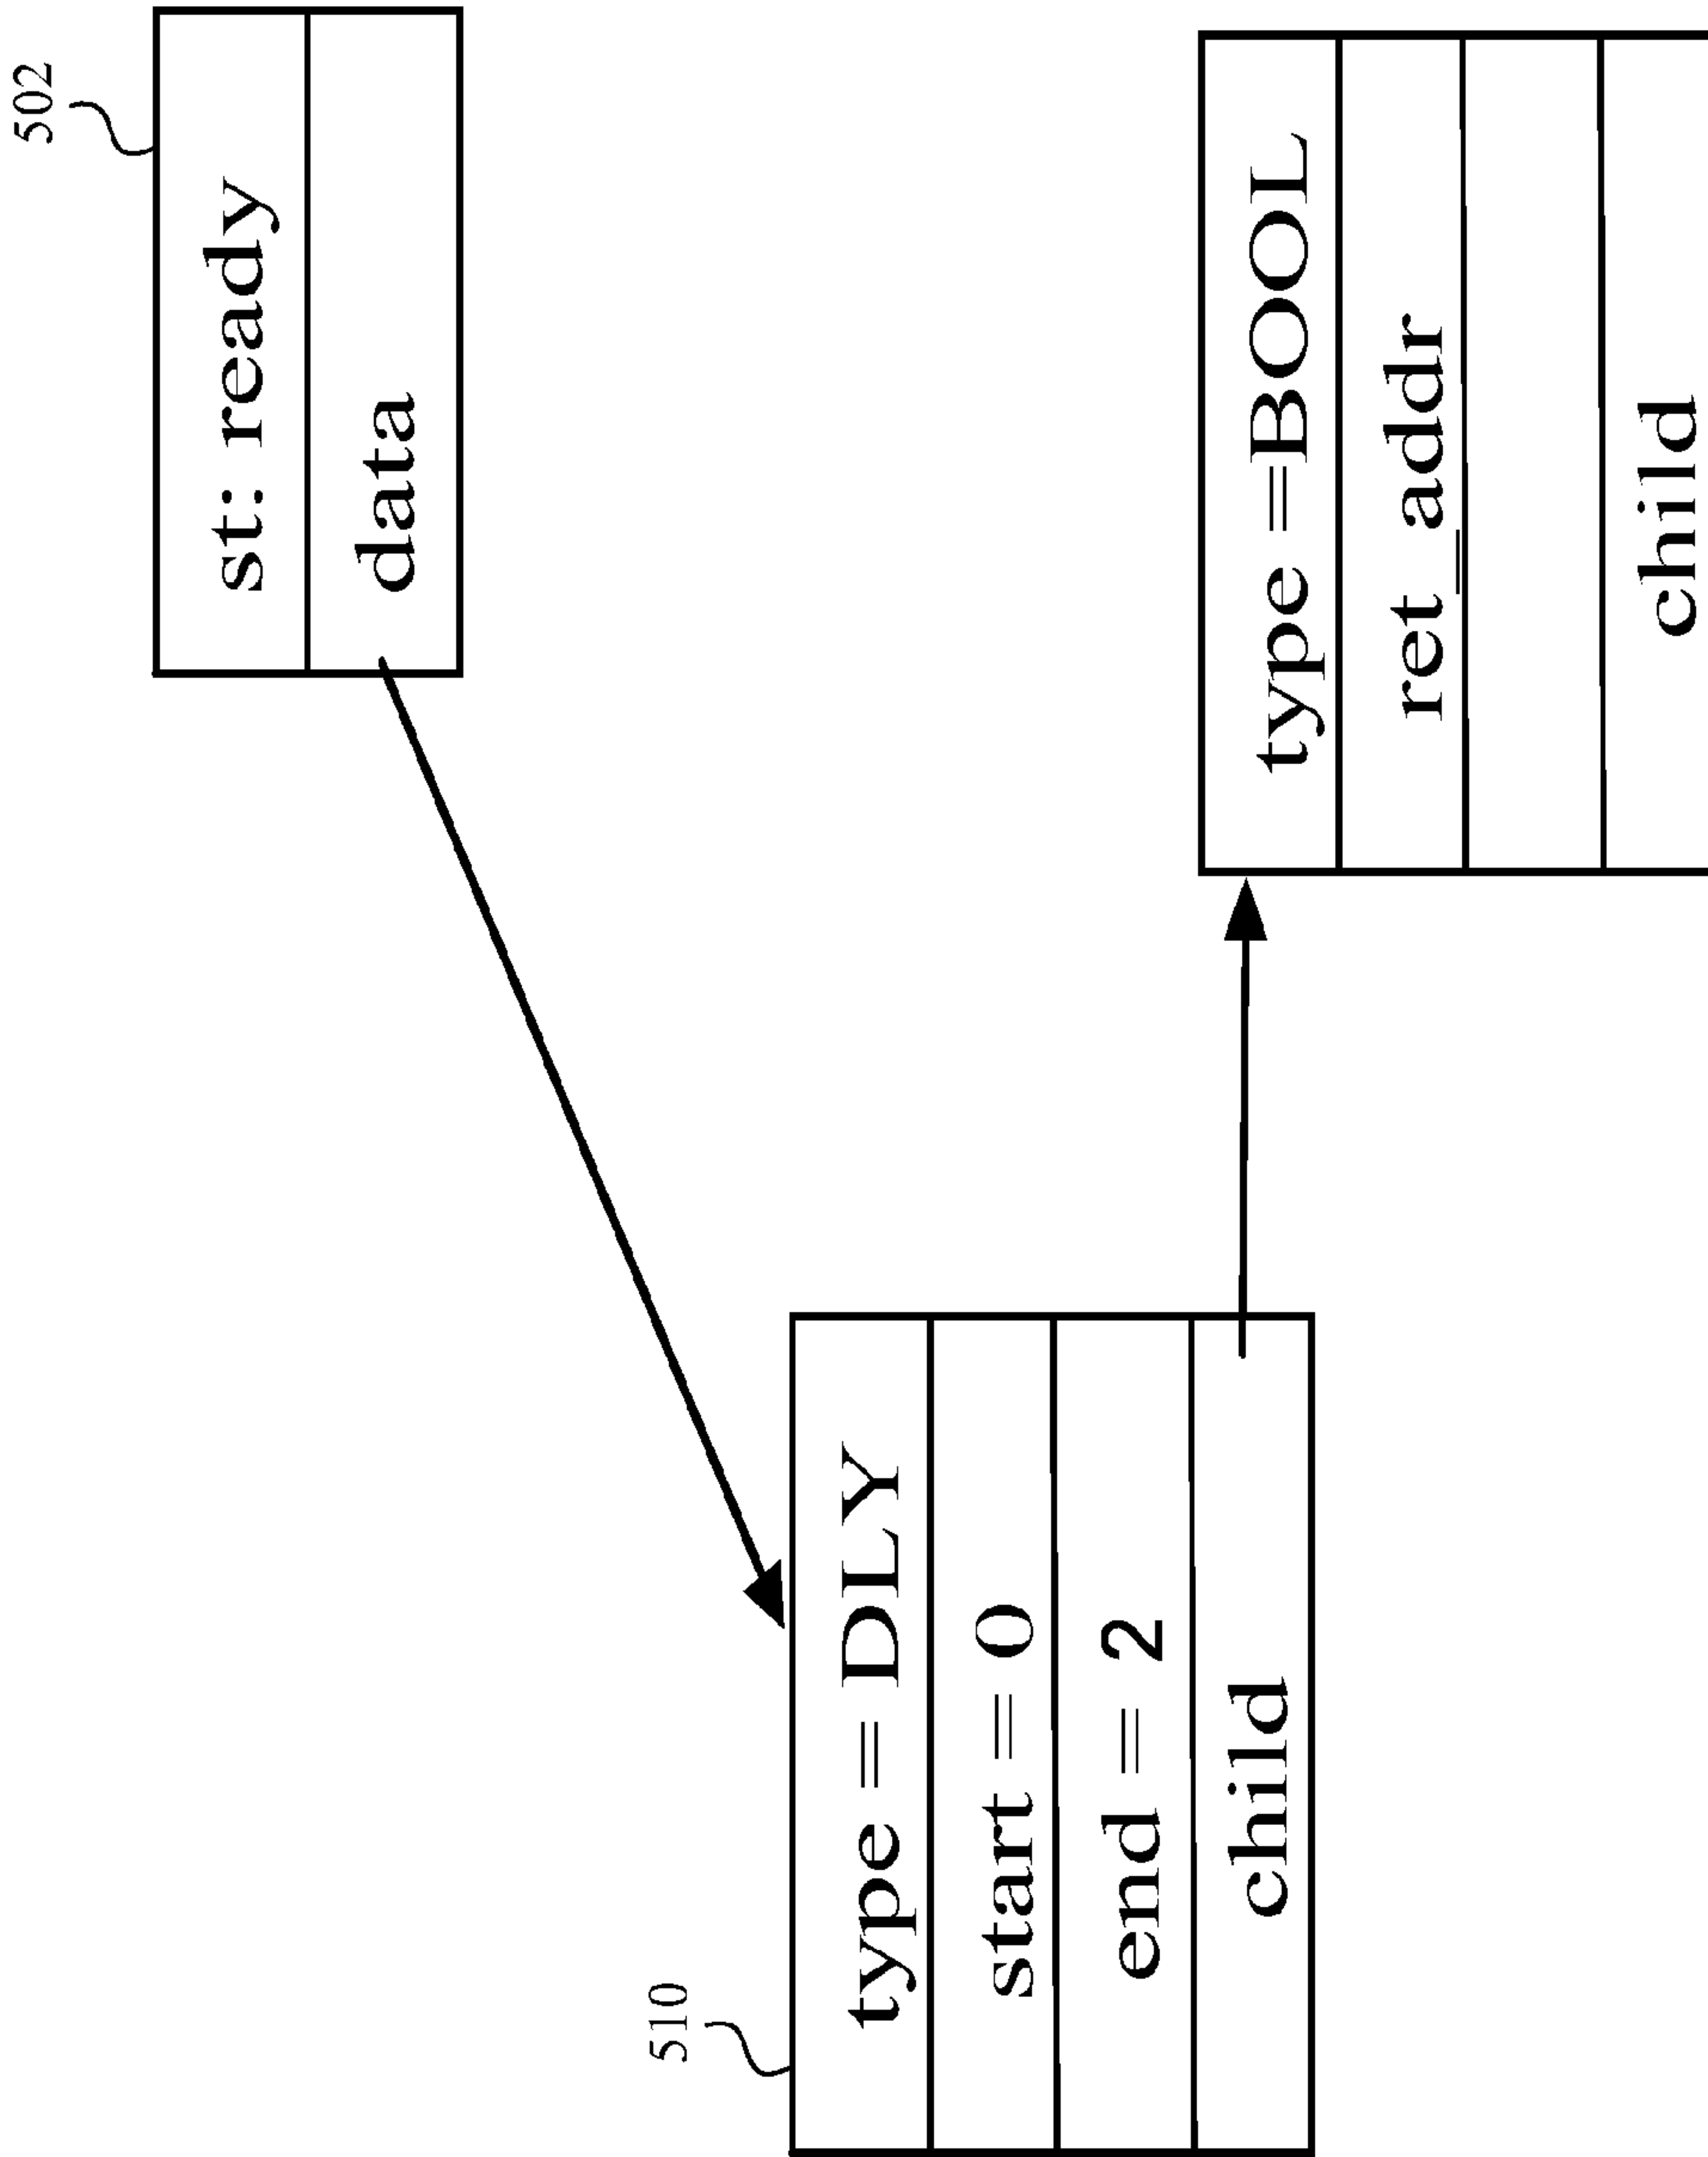 502
st: ready
data
510
type = DLY
start = 0
end = 2
child
type =BOOL
ret_addr
child